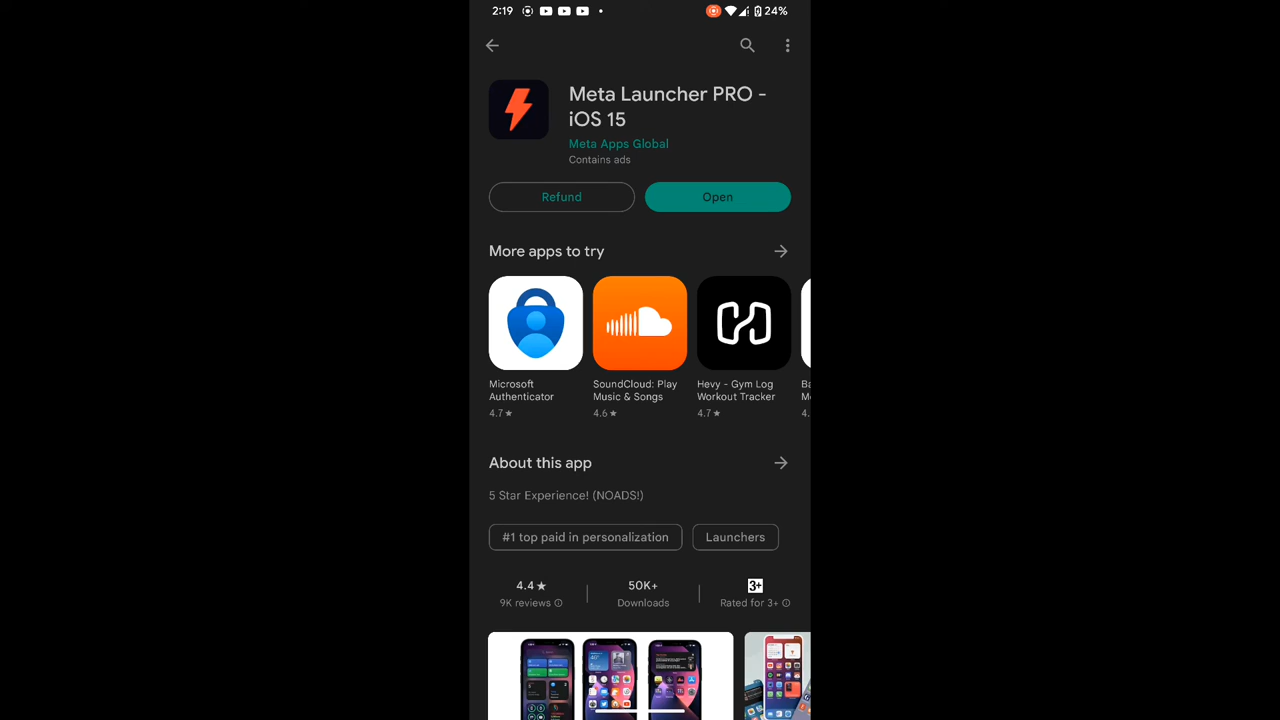 2:19
24%
Meta Launcher PRO -
iOS 15
Meta Apps Global
Contains ads
Refund
Open
More apps to try
Microsoft
Authenticator
4.7★
SoundCloud: Play
Music & Songs
4.6★
Hevy - Gym Log
Workout Tracker
4.7★
Ba
Mo
4.
About this app
5 Star Experience! (NOADS!)
#1 top paid in personalization
Launchers
4.4★
9K reviews
50K+
Downloads
3+
Rated for 3+